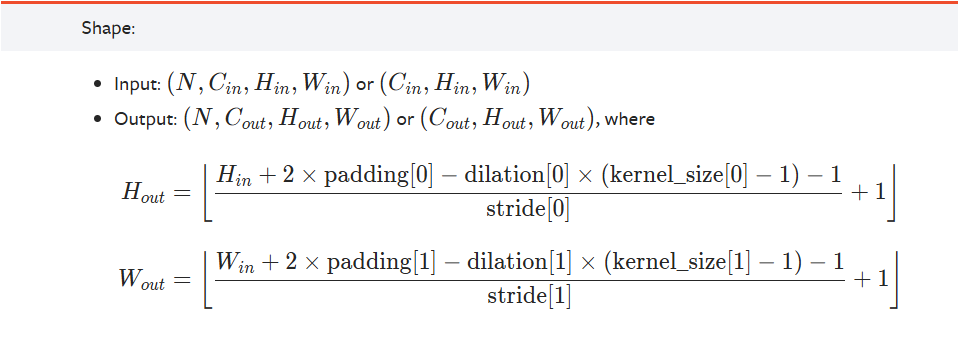 Shape:
• Input: (N, C_in, H_in, W_in) or (C_in, H_in, W_in)
• Output: (N, C_out, H_out, W_out) or (C_out, H_out, W_out), where
H_out = ⌊(H_in + 2 × padding[0] − dilation[0] × (kernel_size[0] − 1) − 1) / stride[0] + 1⌋
W_out = ⌊(W_in + 2 × padding[1] − dilation[1] × (kernel_size[1] − 1) − 1) / stride[1] + 1⌋